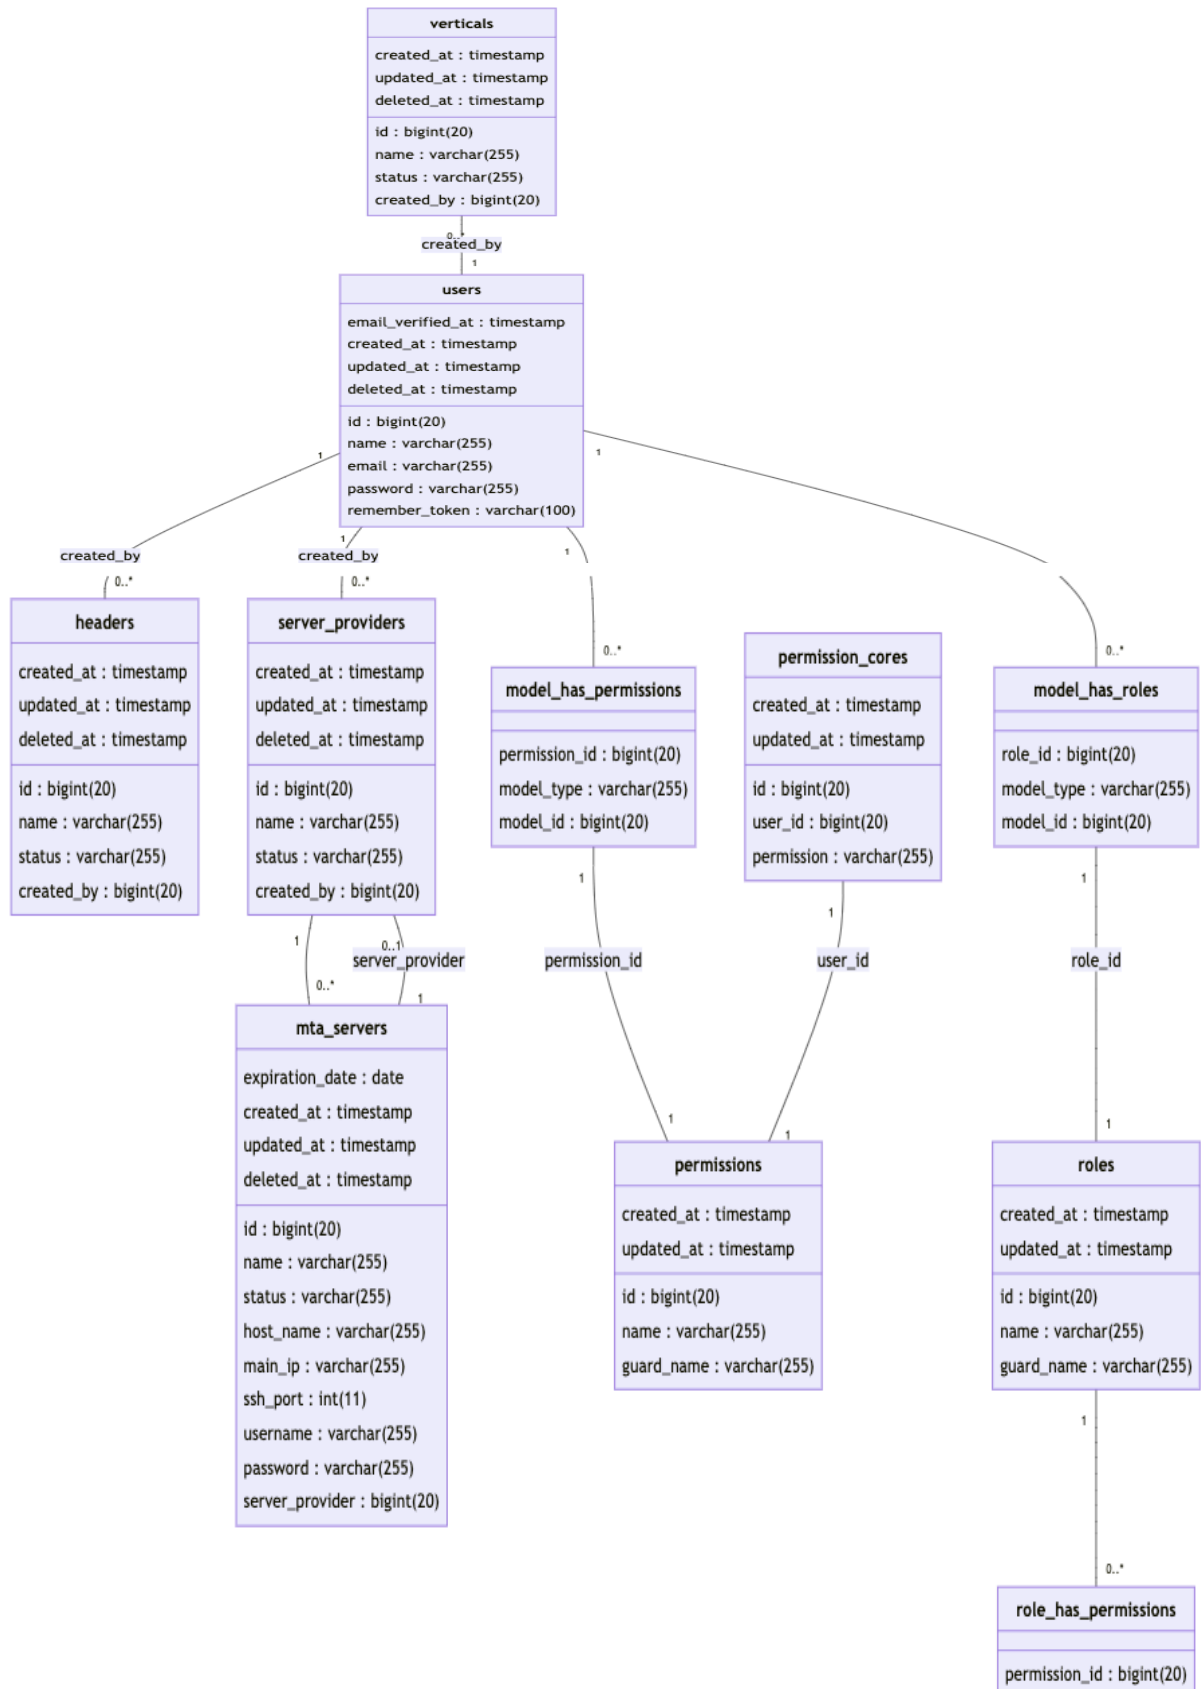 verticals
created_at : timestamp
updated_at : timestamp
deleted_at : timestamp
id : bigint(20)
name : varchar(255)
status : varchar(255)
created_by : bigint(20)
0..*
created_by
1
users
email_verified_at : timestamp
created_at : timestamp
updated_at : timestamp
deleted_at : timestamp
id : bigint(20)
name : varchar(255)
email : varchar(255)
password : varchar(255)
remember_token : varchar(100)
1
1
1
1
created_by
created_by
0..*
0..*
0..*
0..*
headers
created_at : timestamp
updated_at : timestamp
deleted_at : timestamp
id : bigint(20)
name : varchar(255)
status : varchar(255)
created_by : bigint(20)
server_providers
created_at : timestamp
updated_at : timestamp
deleted_at : timestamp
id : bigint(20)
name : varchar(255)
status : varchar(255)
created_by : bigint(20)
model_has_permissions
permission_id : bigint(20)
model_type : varchar(255)
model_id : bigint(20)
permission_cores
created_at : timestamp
updated_at : timestamp
id : bigint(20)
user_id : bigint(20)
permission : varchar(255)
model_has_roles
role_id : bigint(20)
model_type : varchar(255)
model_id : bigint(20)
1
0..1
server_provider
0..*
1
1
permission_id
1
1
user_id
1
1
role_id
1
mta_servers
expiration_date : date
created_at : timestamp
updated_at : timestamp
deleted_at : timestamp
id : bigint(20)
name : varchar(255)
status : varchar(255)
host_name : varchar(255)
main_ip : varchar(255)
ssh_port : int(11)
username : varchar(255)
password : varchar(255)
server_provider : bigint(20)
permissions
created_at : timestamp
updated_at : timestamp
id : bigint(20)
name : varchar(255)
guard_name : varchar(255)
roles
created_at : timestamp
updated_at : timestamp
id : bigint(20)
name : varchar(255)
guard_name : varchar(255)
1
0..*
role_has_permissions
permission_id : bigint(20)